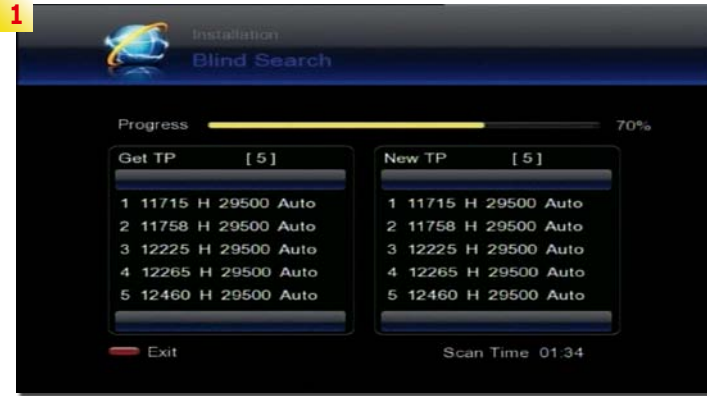 1
Installation
Blind Search
Progress 70%
Get TP [ 5 ]
1 11715 H 29500 Auto
2 11758 H 29500 Auto
3 12225 H 29500 Auto
4 12265 H 29500 Auto
5 12460 H 29500 Auto
New TP [ 5 ]
1 11715 H 29500 Auto
2 11758 H 29500 Auto
3 12225 H 29500 Auto
4 12265 H 29500 Auto
5 12460 H 29500 Auto
Exit
Scan Time 01:34